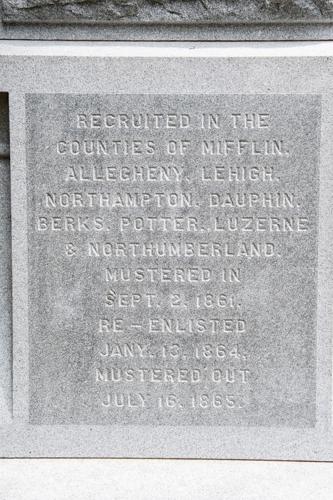 RECRUITED IN THE
COUNTIES OF MIFFLIN.
ALLEGHENY. LEHIGH.
NORTHAMPTON. DAUPHIN.
BERKS. POTTER. LUZERNE
& NORTHUMBERLAND.
MUSTERED IN
SEPT. 2. 1861.
RE-ENLISTED
JANY. 13. 1864.
MUSTERED OUT
JULY 16. 1865.